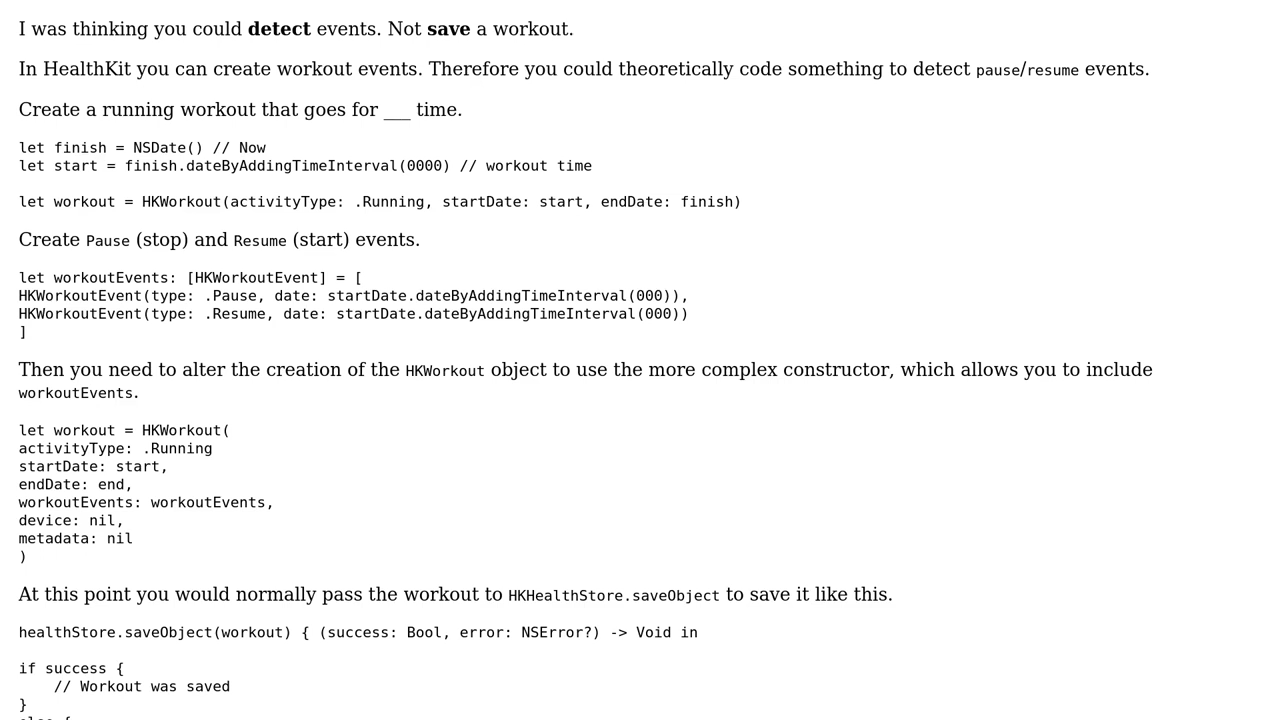 I was thinking you could detect events. Not save a workout.
In HealthKit you can create workout events. Therefore you could theoretically code something to detect pause/resume events.
Create a running workout that goes for ___ time.
let finish = NSDate() // Now
let start = finish.dateByAddingTimeInterval(0000) // workout time
let workout = HKWorkout(activityType: .Running, startDate: start, endDate: finish)
Create Pause (stop) and Resume (start) events.
let workoutEvents: [HKWorkoutEvent] = [
HKWorkoutEvent(type: .Pause, date: startDate.dateByAddingTimeInterval(000)),
HKWorkoutEvent(type: .Resume, date: startDate.dateByAddingTimeInterval(000))
]
Then you need to alter the creation of the HKWorkout object to use the more complex constructor, which allows you to include
workoutEvents.
let workout = HKWorkout(
activityType: .Running
startDate: start,
endDate: end,
workoutEvents: workoutEvents,
device: nil,
metadata: nil
)
At this point you would normally pass the workout to HKHealthStore.saveObject to save it like this.
healthStore.saveObject(workout) { (success: Bool, error: NSError?) -> Void in
if success {
    // Workout was saved
}
else {